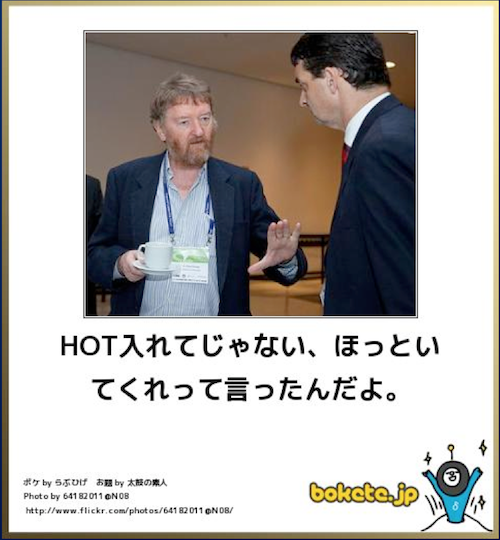 HOT入れてじゃない、ほっとい
てくれって言ったんだよ。
ボケ by らぶひげ　お題 by 太鼓の素人
Photo by 64182011@N08
http://www.flickr.com/photos/64182011@N08/
bokete.jp